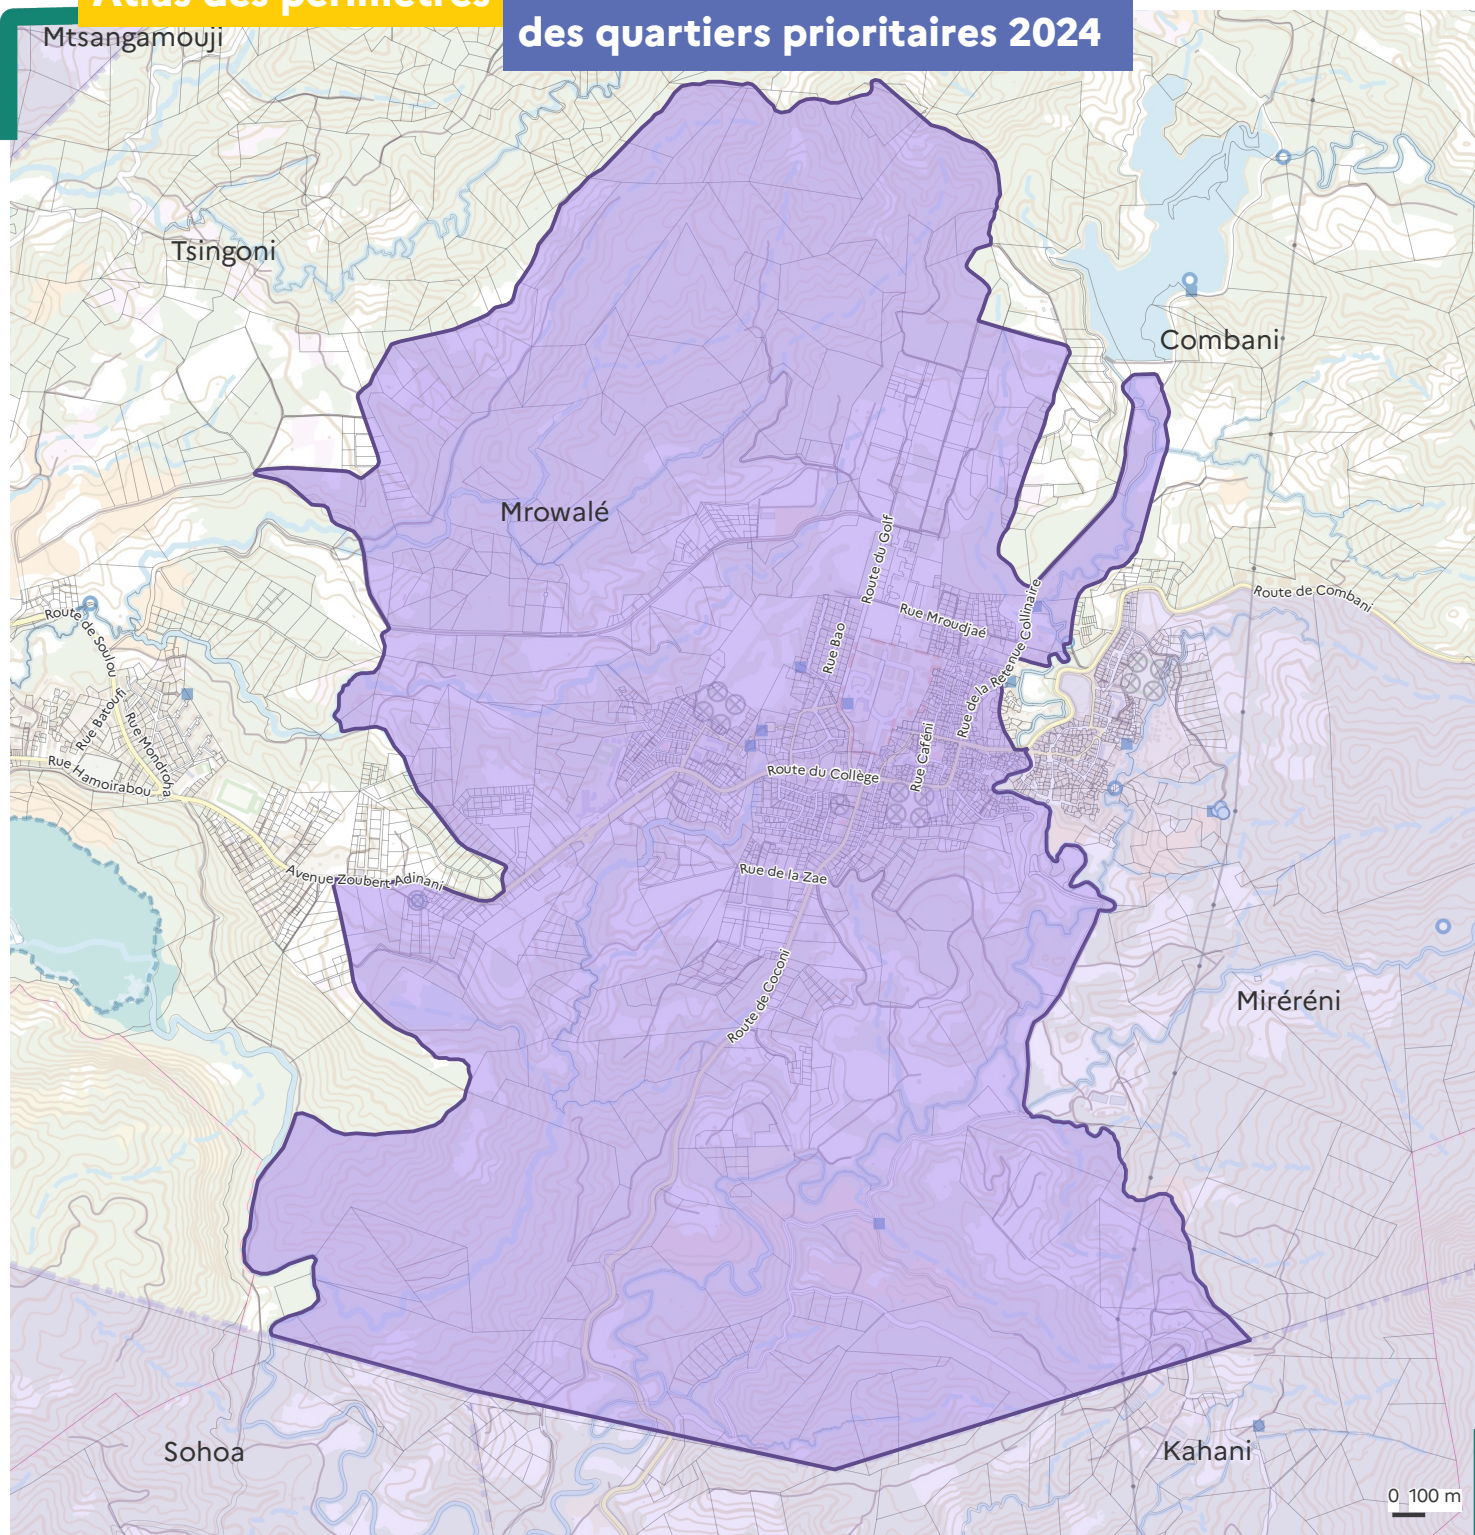 Atlas des périmètres
des quartiers prioritaires 2024
Mtsangamouji
Tsingoni
Combani
Mrowalé
Route du Golf
Route de Combani
Rue Mroudjaé
Rue Bao
Rue de la Retenue Collinaire
Route de Soulou
Rue Batoufi
Rue Mondroha
Rue Hamoirabou
Rue Caféni
Route du Collège
Avenue Zoubert Adinani
Rue de la Zae
Route de Coconi
Miréréni
Sohoa
Kahani
0 100 m